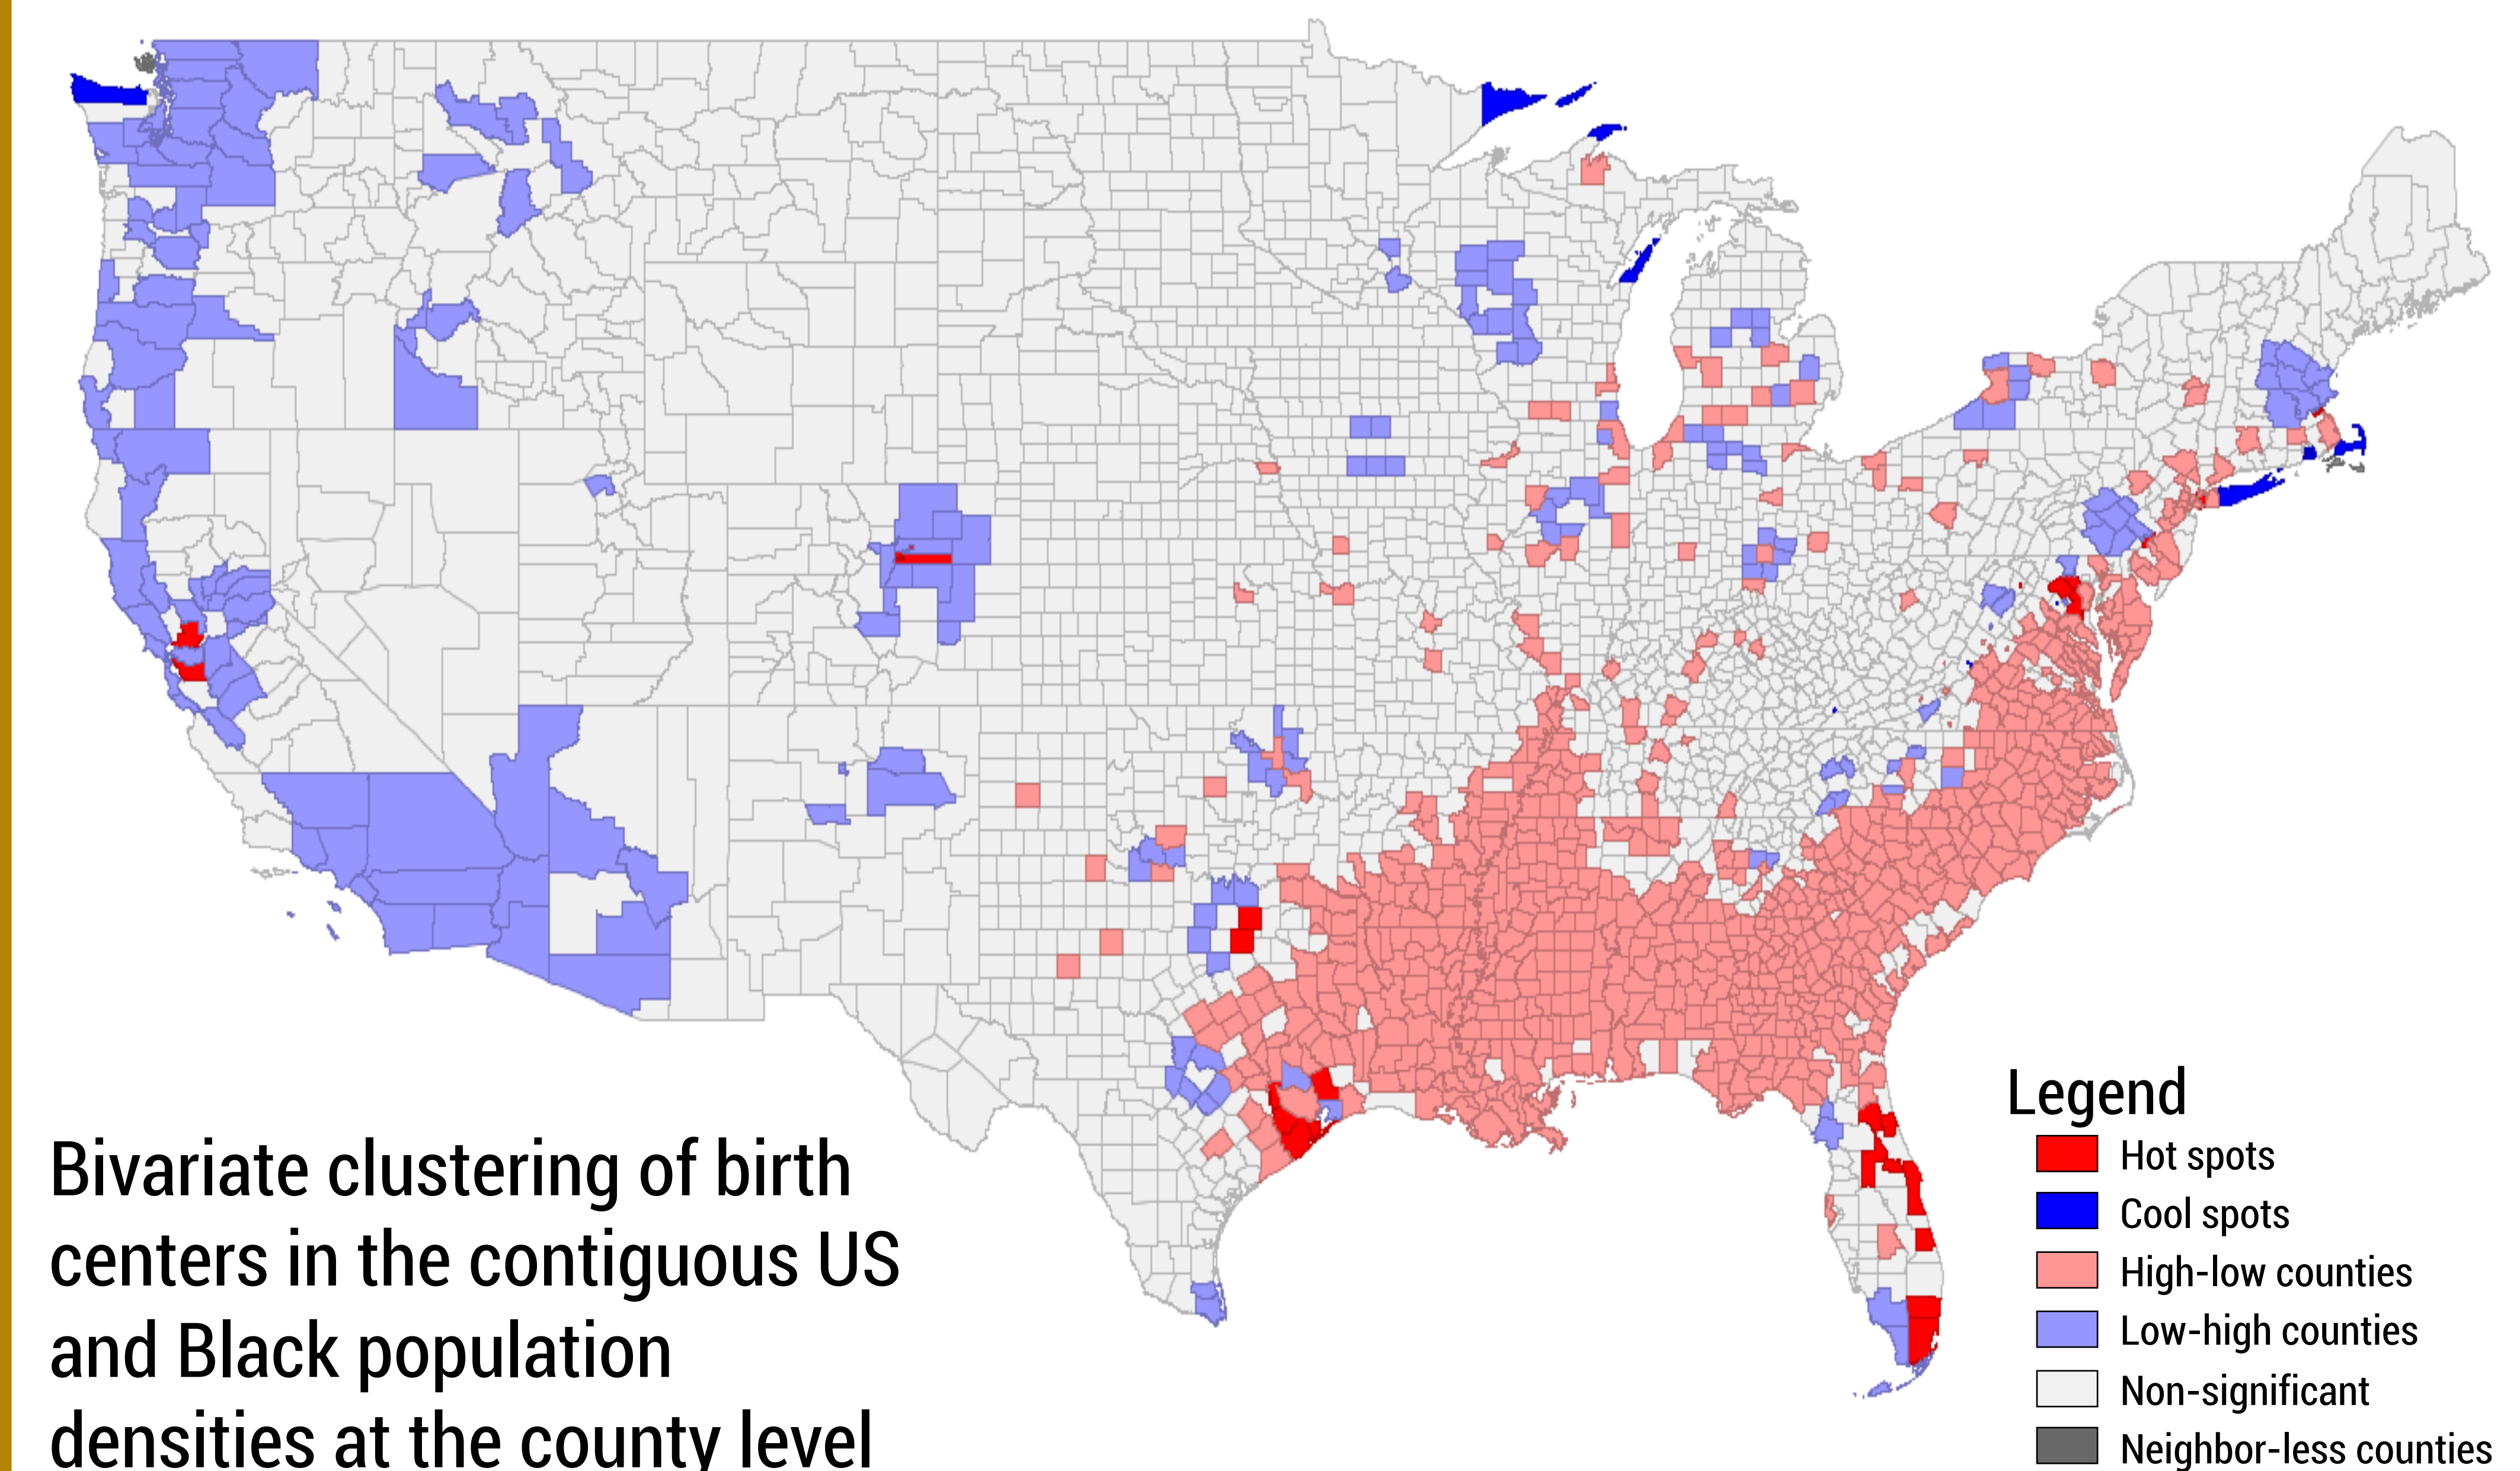 Bivariate clustering of birth
centers in the contiguous US
and Black population
densities at the county level
Legend
Hot spots
Cool spots
High-low counties
Low-high counties
Non-significant
Neighbor-less counties